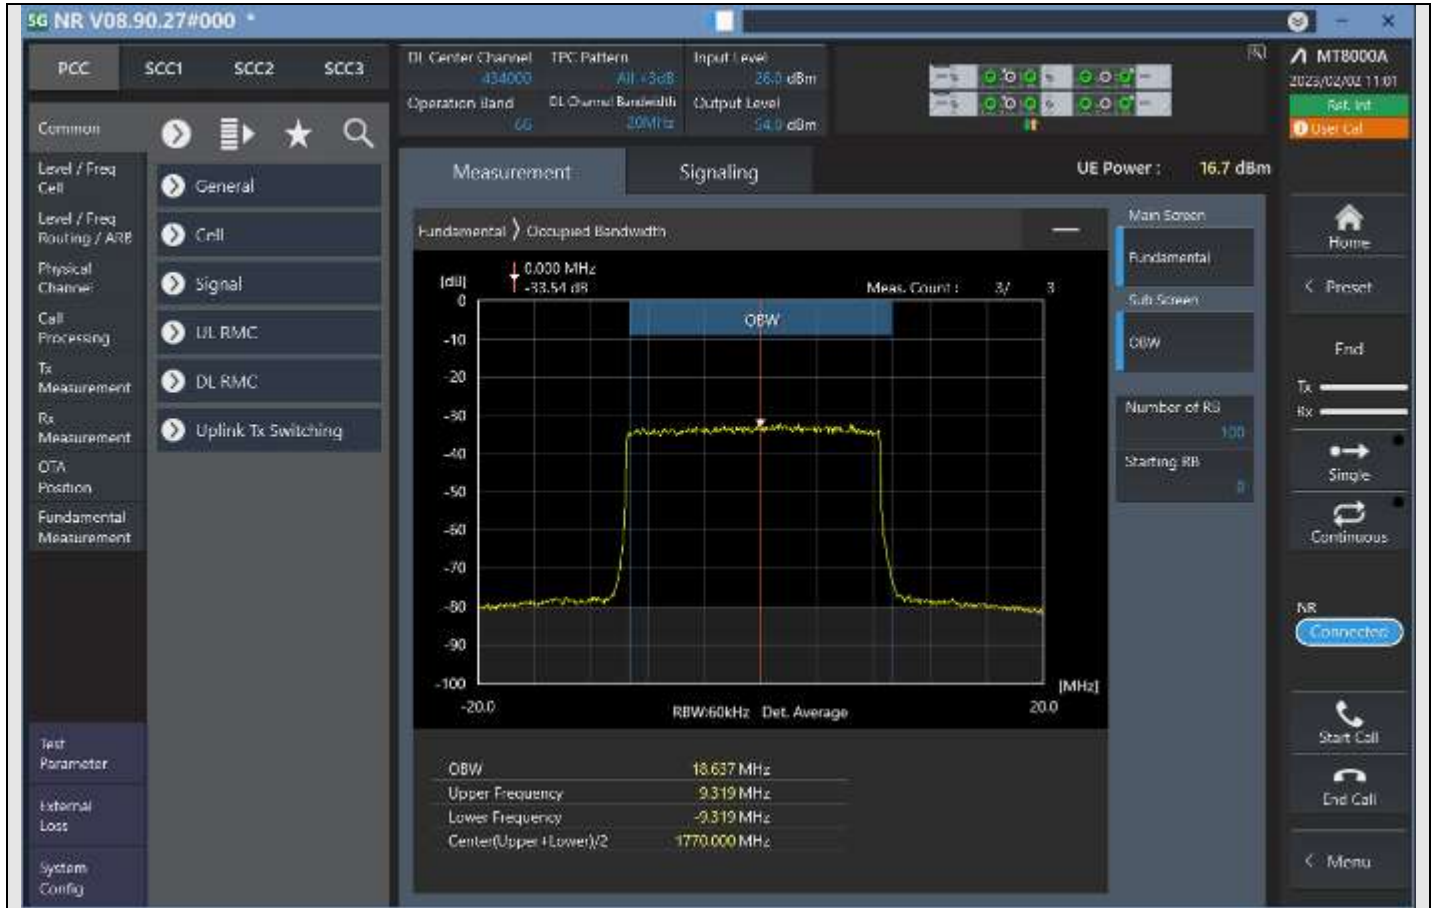 5G NR V08.90.27#000 *
PCC SCC1 SCC2 SCC3
DL Center Channel TPC Pattern Input Level
434000 All +3dB 26.0 dBm
Operation Band DL Channel Bandwidth Output Level
66 20MHz -54.0 dBm
MT8000A
2023/02/02 11:01
Ref. Int
User Cal
Common
Level / Freq
Cell
Level / Freq
Routing / ARB
Physical
Channel
Call
Processing
Tx
Measurement
Rx
Measurement
OTA
Position
Fundamental
Measurement
Test
Parameter
External
Loss
System
Config
General
Cell
Signal
UL RMC
DL RMC
Uplink Tx Switching
Measurement Signaling
UE Power : 16.7 dBm
Fundamental > Occupied Bandwidth
0.000 MHz
[dB] -33.54 dB Meas. Count : 3/ 3
OBW
0
-10
-20
-30
-40
-50
-60
-70
-80
-90
-100
[MHz]
-20.0 RBW:60kHz Det. Average 20.0
OBW 18.637 MHz
Upper Frequency 9.319 MHz
Lower Frequency -9.319 MHz
Center(Upper+Lower)/2 1770.000 MHz
Main Screen
Fundamental
Sub Screen
OBW
Number of RB
100
Starting RB
0
Home
< Preset
End
Tx
Rx
Single
Continuous
NR
Connected
Start Call
End Call
< Menu